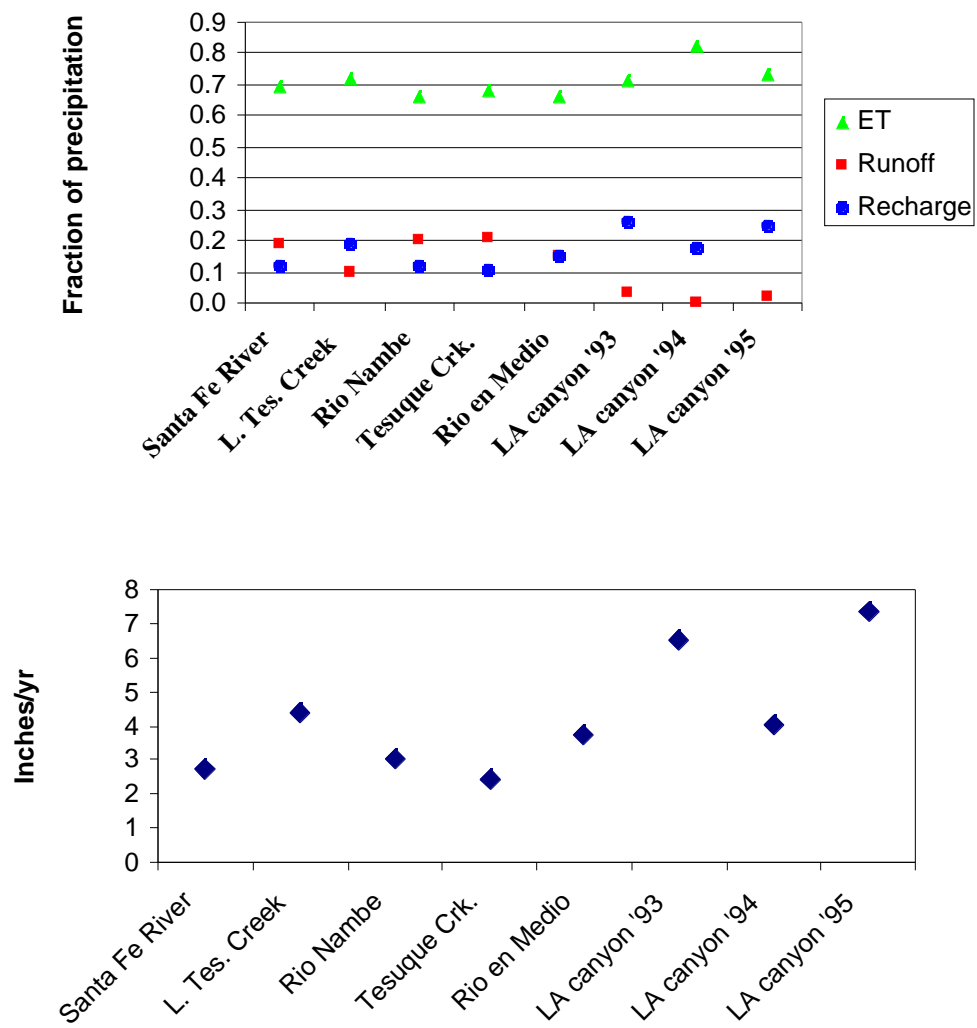 Fraction of precipitation
0.9
0.8
0.7
0.6
0.5
0.4
0.3
0.2
0.1
0.0
Santa Fe River
L. Tes. Creek
Rio Nambe
Tesuque Crk.
Rio en Medio
LA canyon '93
LA canyon '94
LA canyon '95
ET
Runoff
Recharge
Inches/yr
8
7
6
5
4
3
2
1
0
Santa Fe River
L. Tes. Creek
Rio Nambe
Tesuque Crk.
Rio en Medio
LA canyon '93
LA canyon '94
LA canyon '95